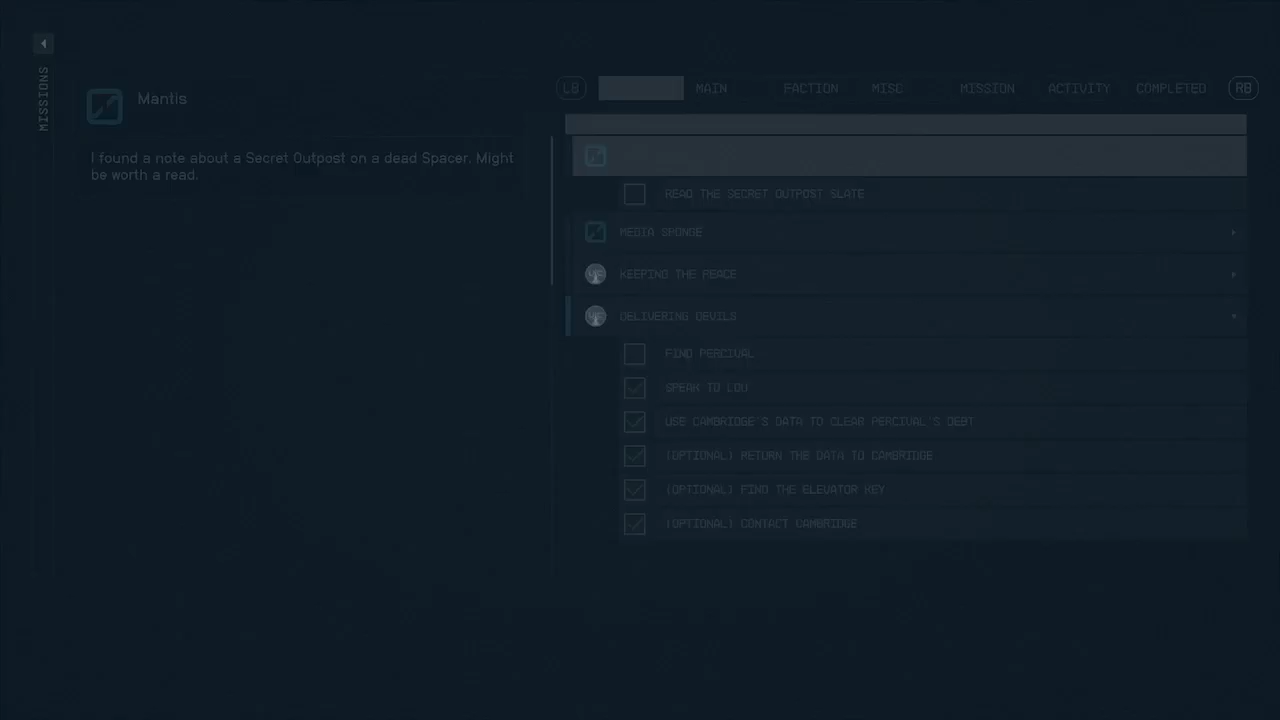 MISSIONS
Mantis
I found a note about a Secret Outpost on a dead Spacer. Might
be worth a read.
LB
MAIN
FACTION
MISC
MISSION
ACTIVITY
COMPLETED
RB
READ THE SECRET OUTPOST SLATE
MEDIA SPONGE
KEEPING THE PEACE
DELIVERING DEVILS
FIND PERCIVAL
SPEAK TO LOU
USE CAMBRIDGE'S DATA TO CLEAR PERCIVAL'S DEBT
(OPTIONAL) RETURN THE DATA TO CAMBRIDGE
(OPTIONAL) FIND THE ELEVATOR KEY
(OPTIONAL) CONTACT CAMBRIDGE